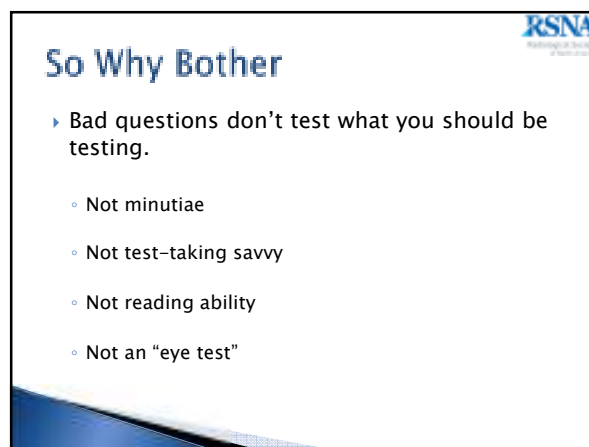 RSNA
So Why Bother
Bad questions don't test what you should be
testing.
Not minutiae
Not test-taking savvy
Not reading ability
Not an “eye test”